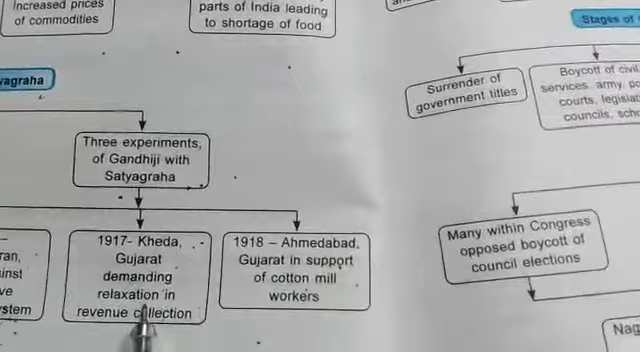 Increased prices
of commodities
parts of India leading
to shortage of food
Stages of
yagraha
Surrender of
government titles
Boycott of civil
services, army,
courts,
councils,
Three experiments,
of Gandhiji with
Satyagraha
Many within Congress
opposed boycott of
council elections
1917- Kheda,
Gujarat
demanding
relaxation in
revenue collection
1918 – Ahmedabad,
Gujarat in support
of cotton mill
workers
ran,
inst
ve
stem
Nag